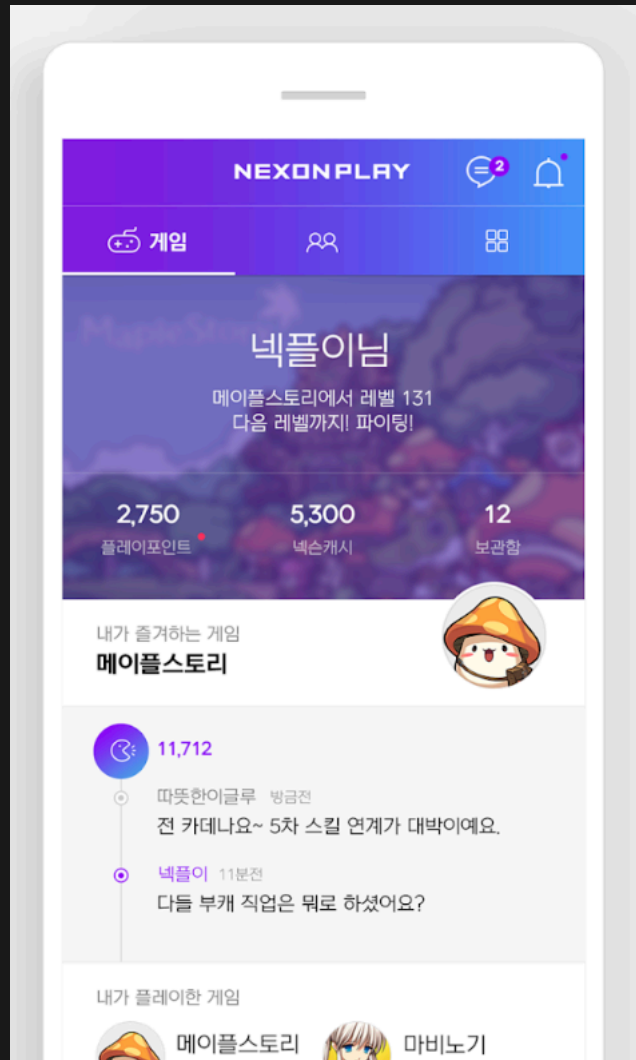 NEXON PLAY
2
게임
MapleStory
넥플이님
메이플스토리에서 레벨 131
다음 레벨까지! 파이팅!
2,750
5,300
12
플레이포인트
넥슨캐시
보관함
내가 즐겨하는 게임
메이플스토리
11,712
따뜻한이글루 방금전
전 카데나요~ 5차 스킬 연계가 대박이예요.
넥플이 11분전
다들 부캐 직업은 뭐로 하셨어요?
내가 플레이한 게임
메이플스토리
마비노기